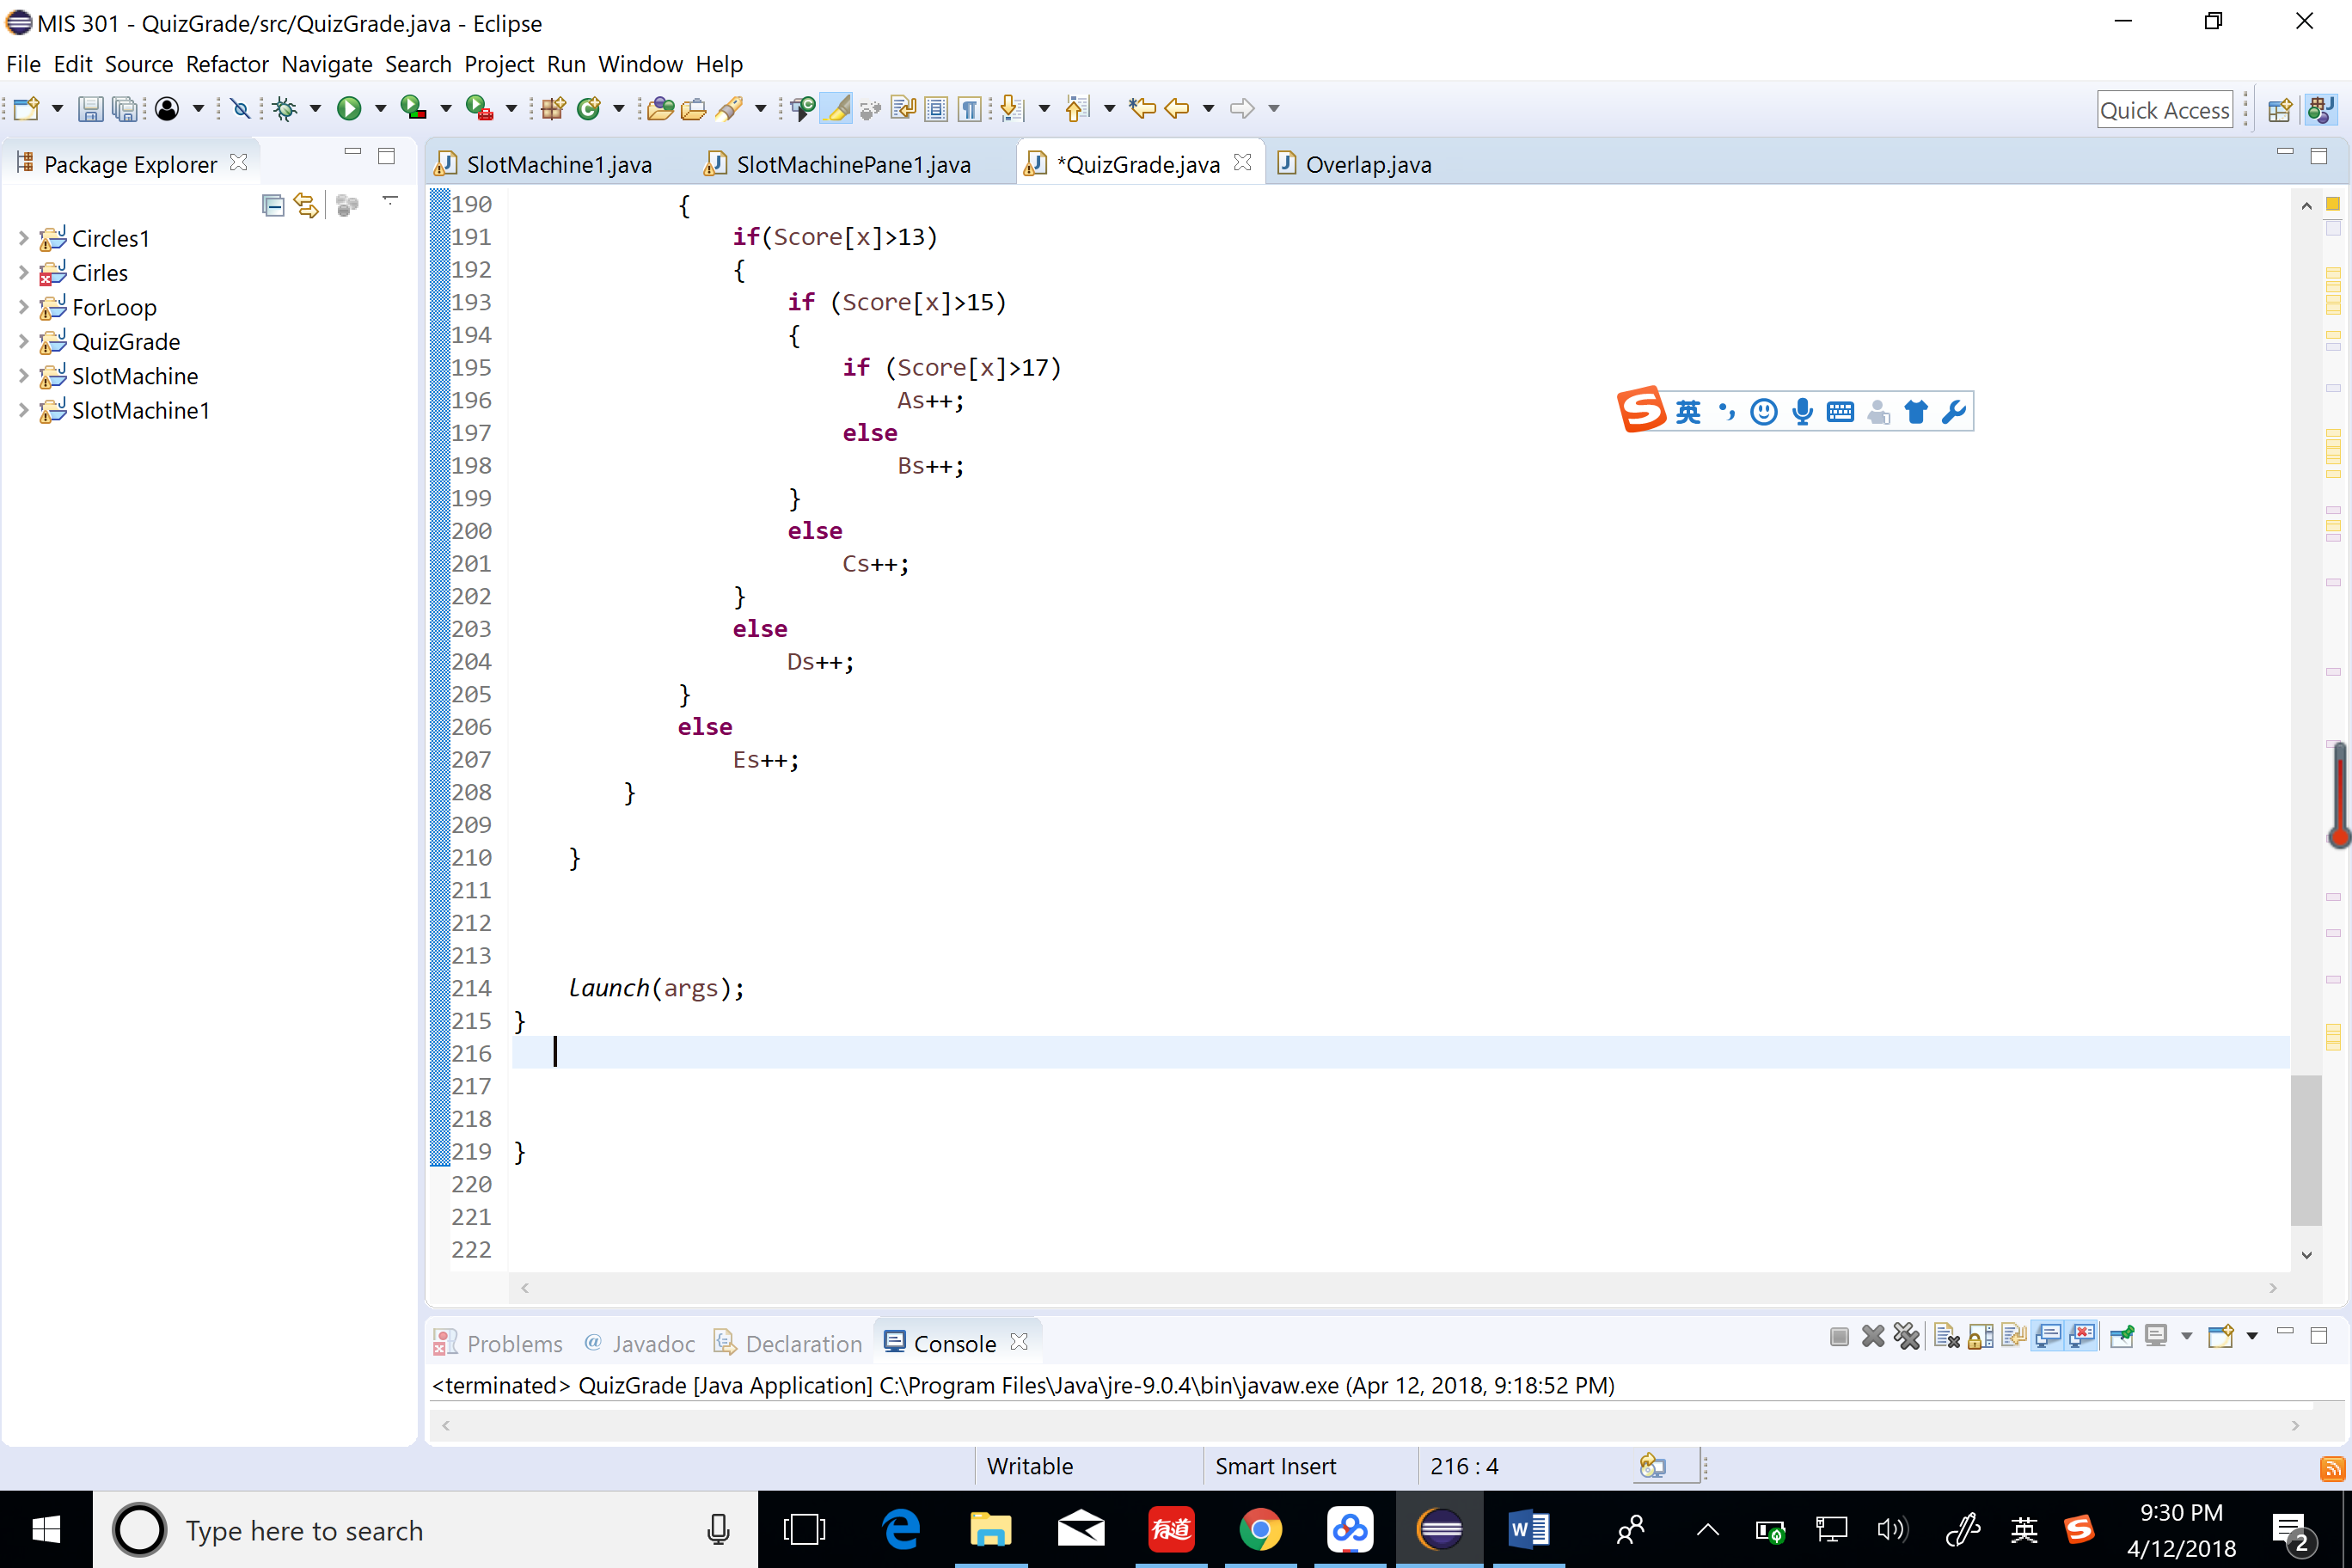 MIS 301 - QuizGrade/src/QuizGrade.java - Eclipse
File Edit Source Refactor Navigate Search Project Run Window Help
Quick Access
Package Explorer
SlotMachine1.java SlotMachinePane1.java *QuizGrade.java Overlap.java
Circles1
Cirles
ForLoop
QuizGrade
SlotMachine
SlotMachine1
190 {
191 if(Score[x]>13)
192 {
193 if (Score[x]>15)
194 {
195 if (Score[x]>17)
196 As++;
197 else
198 Bs++;
199 }
200 else
201 Cs++;
202 }
203 else
204 Ds++;
205 }
206 else
207 Es++;
208 }
209
210 }
211
212
213
214 launch(args);
215 }
216
217
218
219 }
220
221
222
S 英
Problems @ Javadoc Declaration Console
<terminated> QuizGrade [Java Application] C:\Program Files\Java\jre-9.0.4\bin\javaw.exe (Apr 12, 2018, 9:18:52 PM)
Writable Smart Insert 216 : 4
Type here to search
有道
英
S
9:30 PM
4/12/2018
2